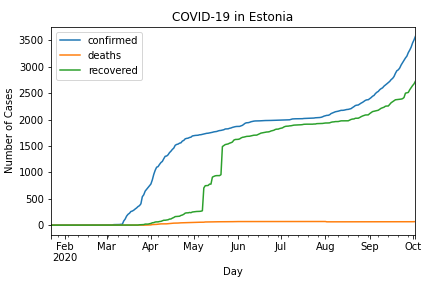 COVID-19 in Estonia
confirmed
deaths
recovered
Number of Cases
3500
3000
2500
2000
1500
1000
500
0
Feb Mar Apr May Jun Jul Aug Sep Oct
2020
Day